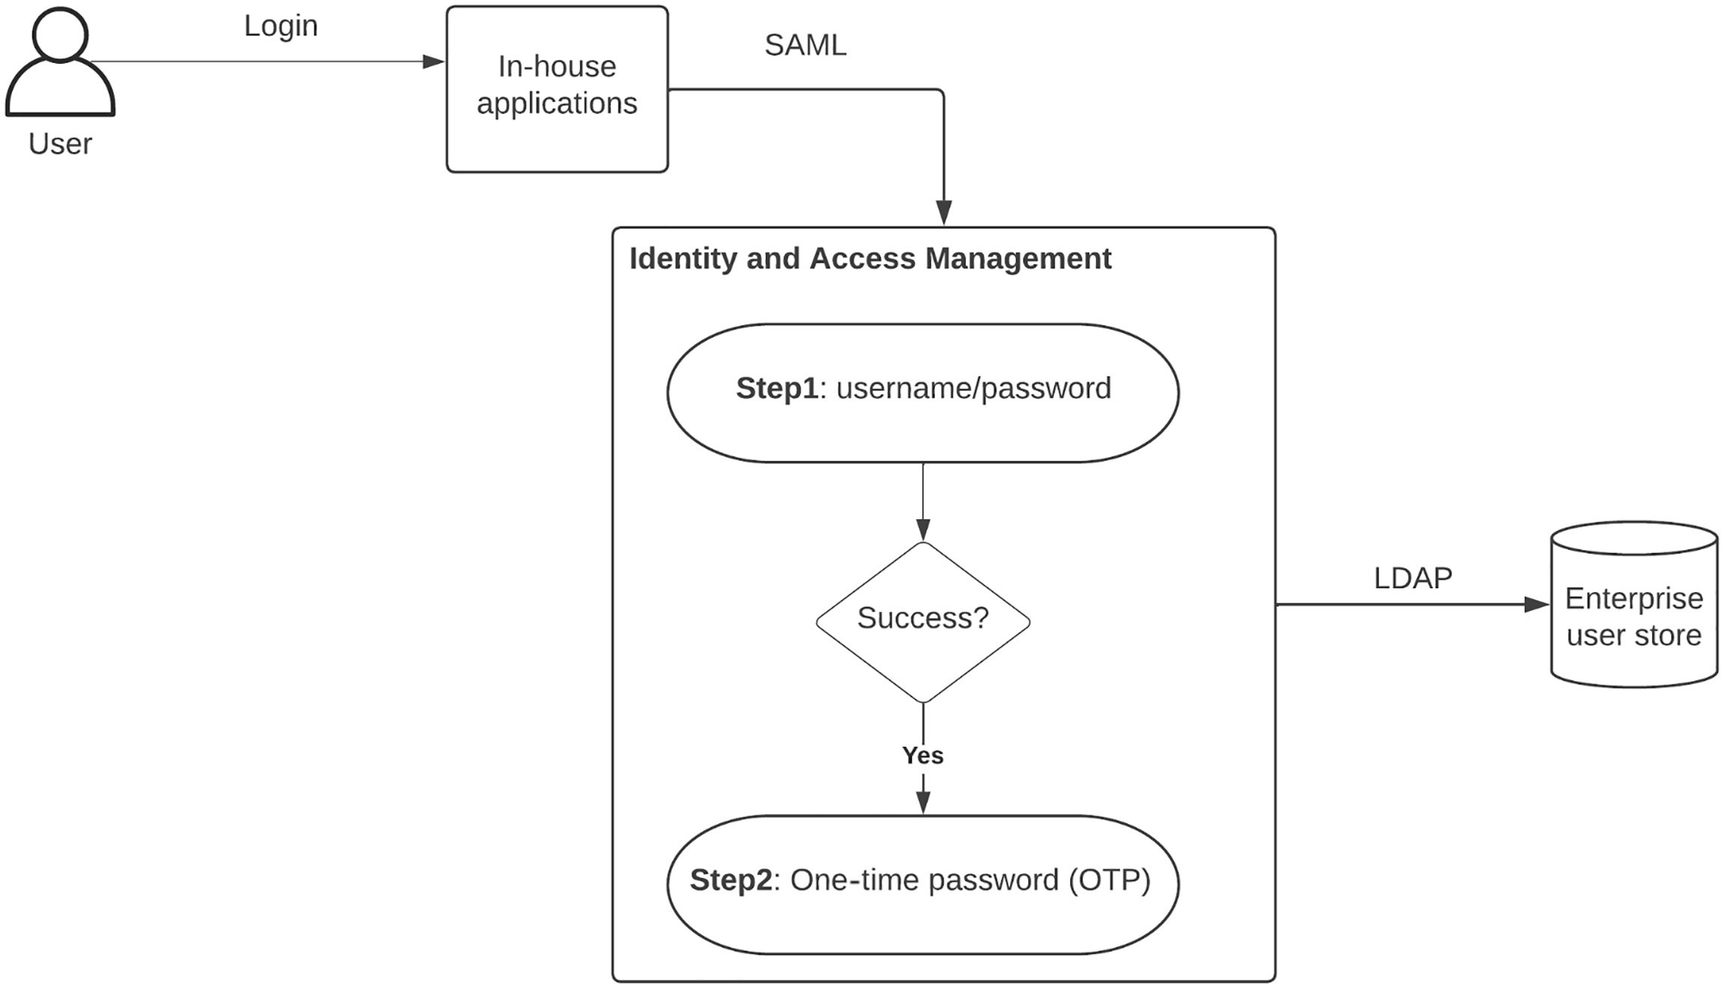 Login
User
In-house
applications
SAML
Identity and Access Management
Step1: username/password
Success?
Yes
Step2: One-time password (OTP)
LDAP
Enterprise
user store